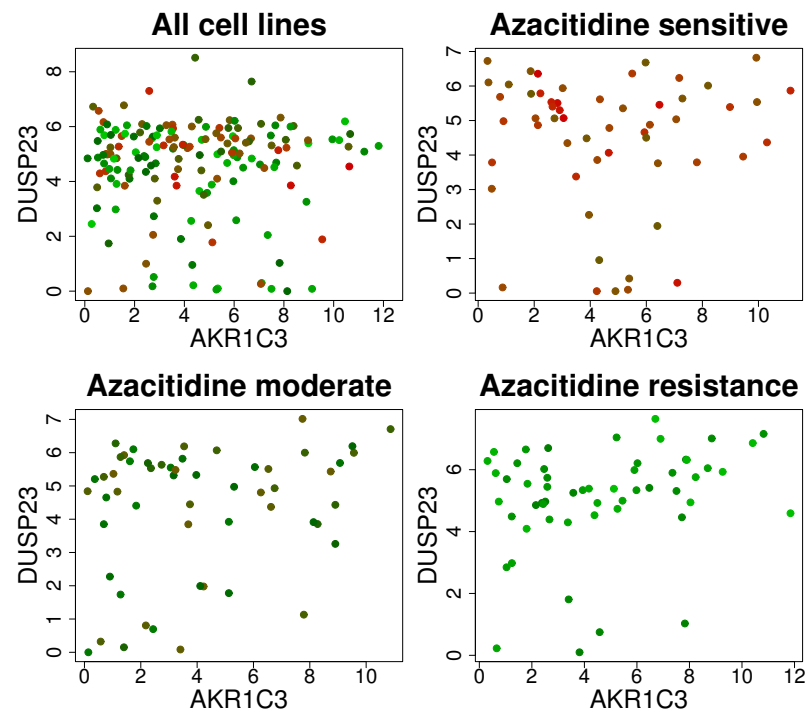 All cell lines
DUSP23
0 2 4 6 8
0 2 4 6 8 10 12
AKR1C3
Azacitidine sensitive
DUSP23
0 1 2 3 4 5 6 7
0 2 4 6 8 10
AKR1C3
Azacitidine moderate
DUSP23
0 1 2 3 4 5 6 7
0 2 4 6 8 10
AKR1C3
Azacitidine resistance
DUSP23
0 2 4 6
0 2 4 6 8 10 12
AKR1C3